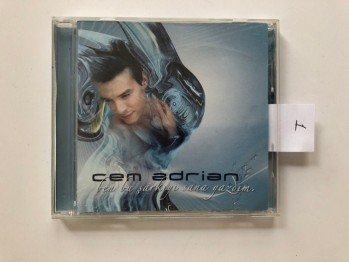 cem adrian
ben bu şarkıyı sana yazdım.
T